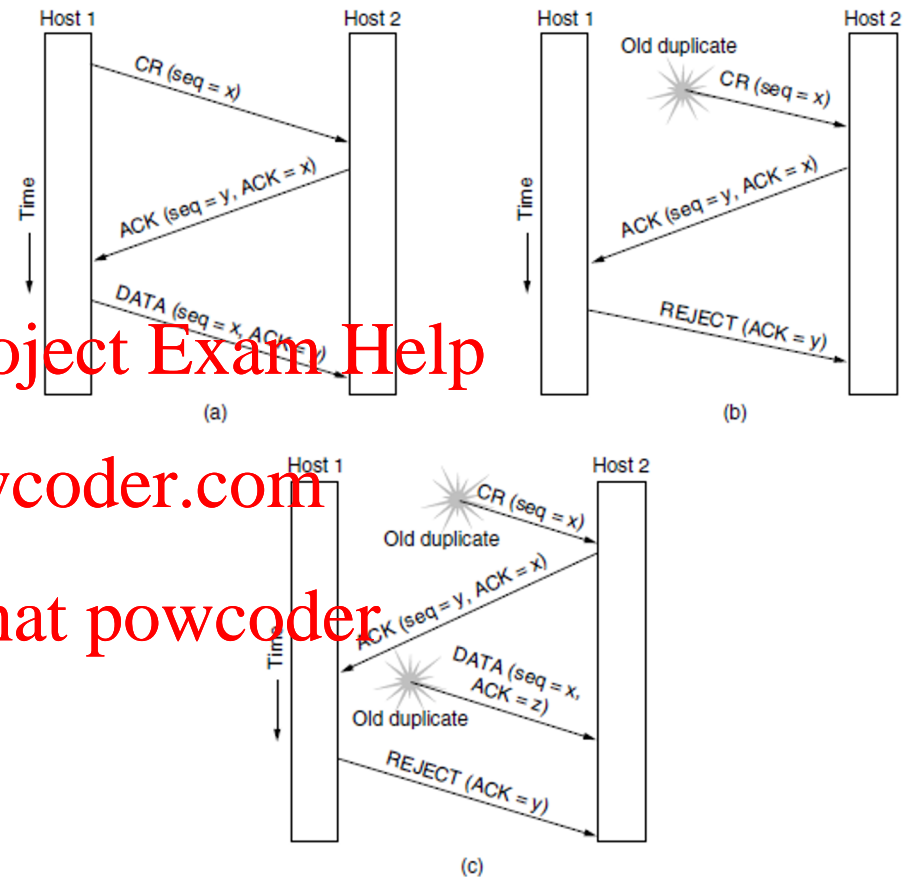 Host 1
Host 2
CR (seq = x)
ACK (seq = y, ACK = x)
DATA (seq = x, ACK = y)
Time
(a)
Host 1
Host 2
Old duplicate
CR (seq = x)
ACK (seq = y, ACK = x)
REJECT (ACK = y)
Time
(b)
oject Exam Help
Host 1
Host 2
CR (seq = x)
Old duplicate
ACK (seq = y, ACK = x)
DATA (seq = x,
ACK = z)
Old duplicate
REJECT (ACK = y)
Time
(c)
wcoder.com
hat powcoder